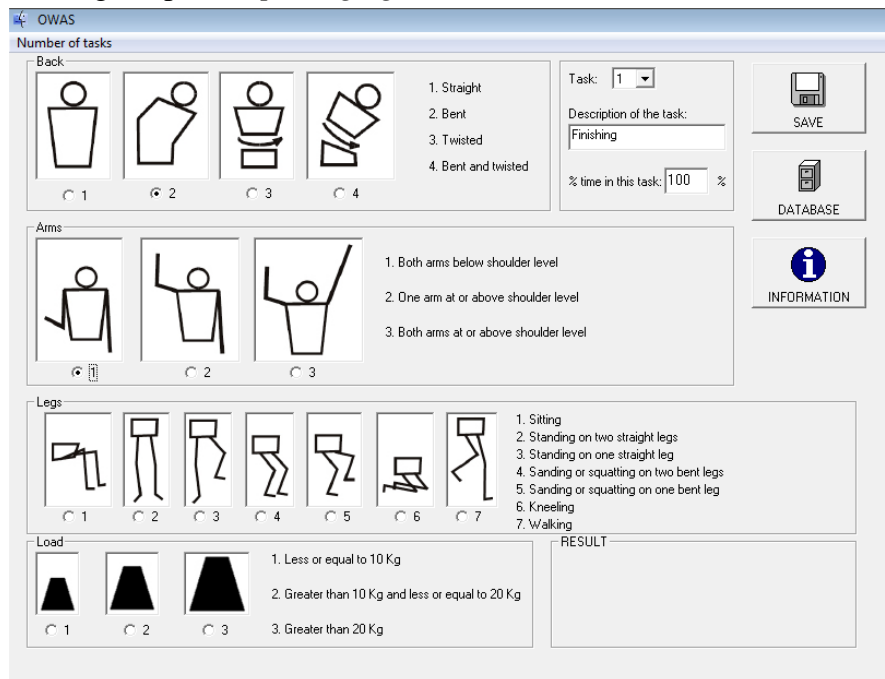 OWAS
Number of tasks
Back
1. Straight
2. Bent
3. Twisted
4. Bent and twisted
1 2 3 4
Task: 1
Description of the task:
Finishing
% time in this task: 100 %
SAVE
DATABASE
INFORMATION
Arms
1. Both arms below shoulder level
2. One arm at or above shoulder level
3. Both arms at or above shoulder level
1 2 3
Legs
1. Sitting
2. Standing on two straight legs
3. Standing on one straight leg
4. Sanding or squatting on two bent legs
5. Sanding or squatting on one bent leg
6. Kneeling
7. Walking
1 2 3 4 5 6 7
Load
1. Less or equal to 10 Kg
2. Greater than 10 Kg and less or equal to 20 Kg
3. Greater than 20 Kg
1 2 3
RESULT